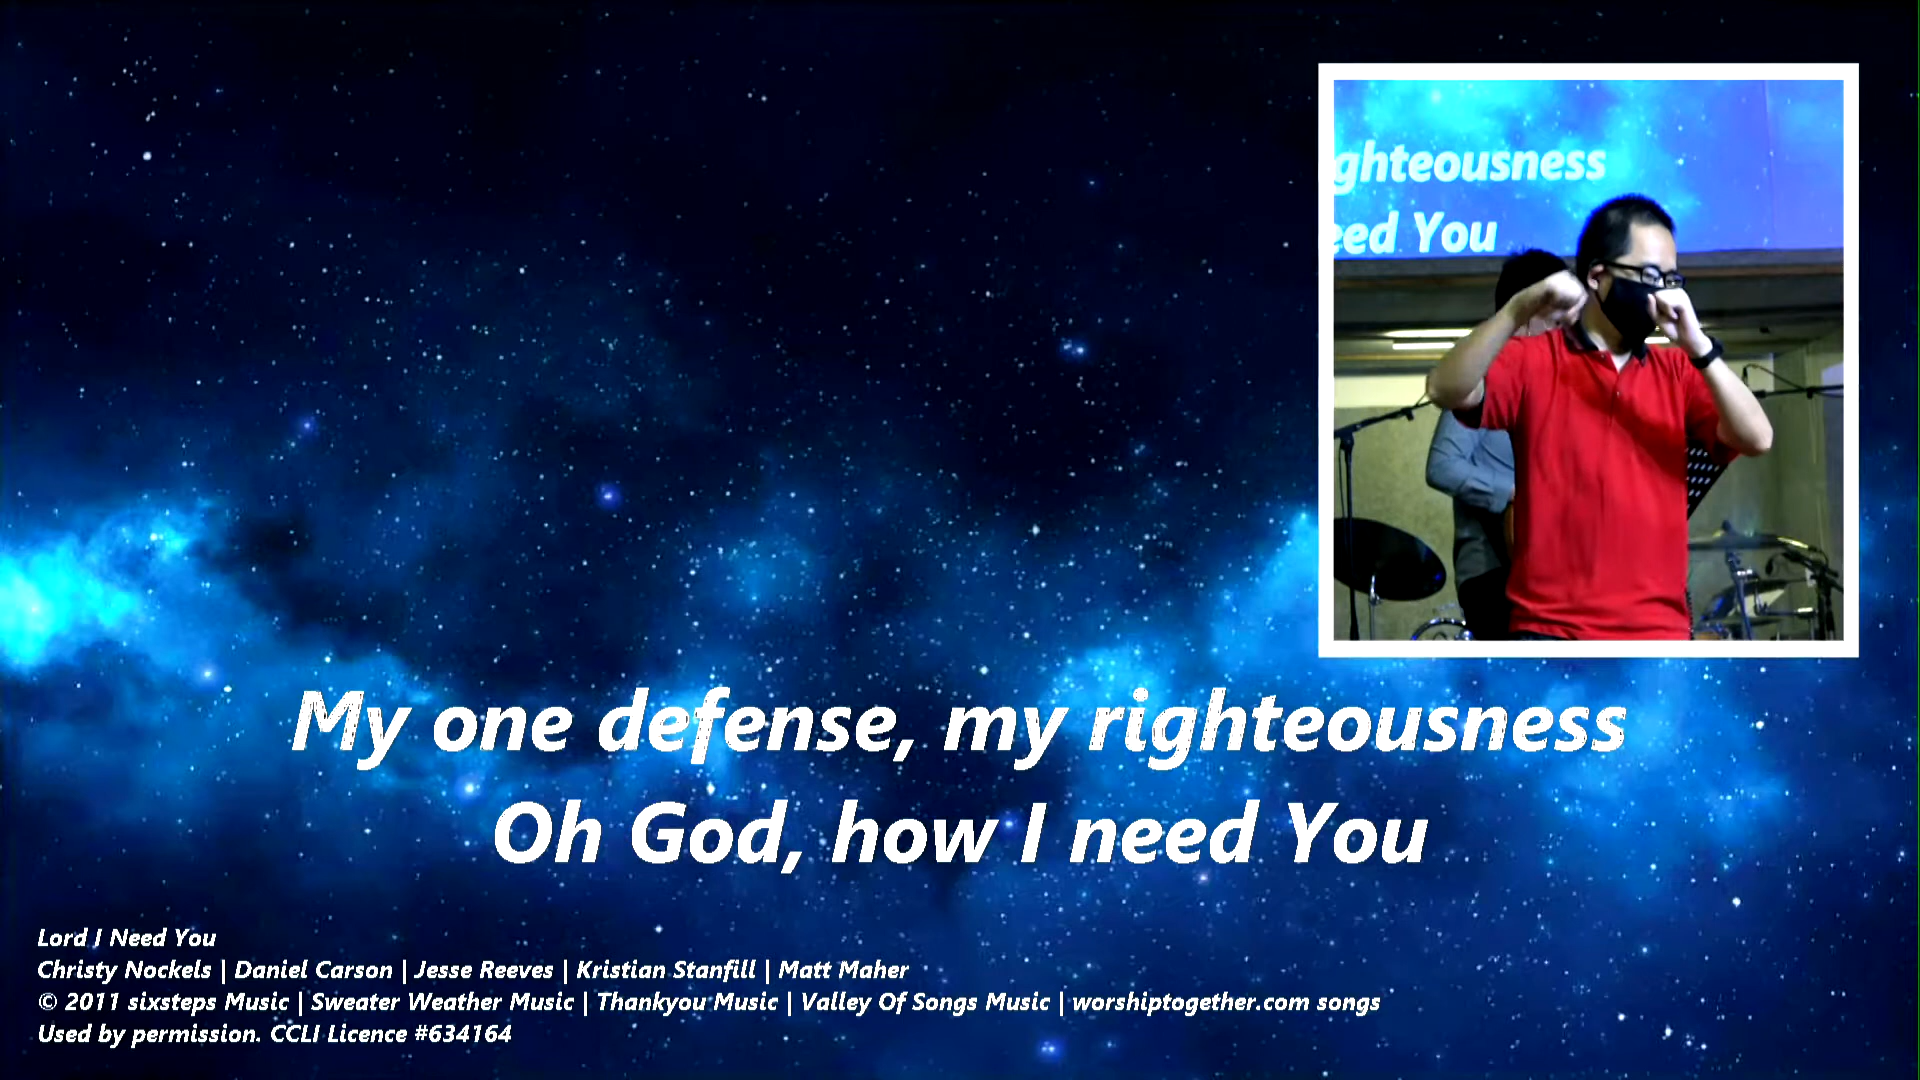 ghteousness
eed You
My one defense, my righteousness
Oh God, how I need You
Lord I Need You
Christy Nockels | Daniel Carson | Jesse Reeves | Kristian Stanfill | Matt Maher
© 2011 sixsteps Music | Sweater Weather Music | Thankyou Music | Valley Of Songs Music | worshiptogether.com songs
Used by permission. CCLI Licence #634164